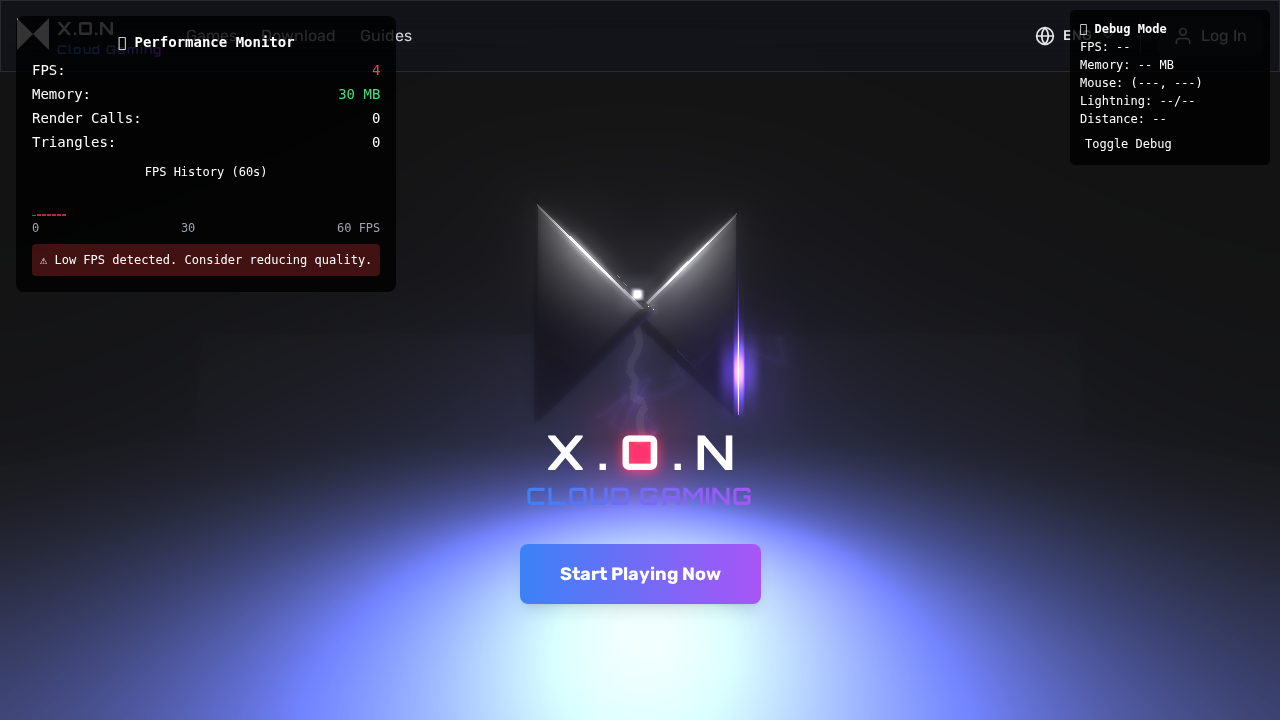 X.O.N
Cloud Gaming
Games
Download
Guides
ENG
Log In
Performance Monitor
FPS: 4
Memory: 30 MB
Render Calls: 0
Triangles: 0
FPS History (60s)
0 30 60 FPS
⚠ Low FPS detected. Consider reducing quality.
Debug Mode
FPS: --
Memory: -- MB
Mouse: (---, ---)
Lightning: --/--
Distance: --
Toggle Debug
X.O.N
CLOUD GAMING
Start Playing Now